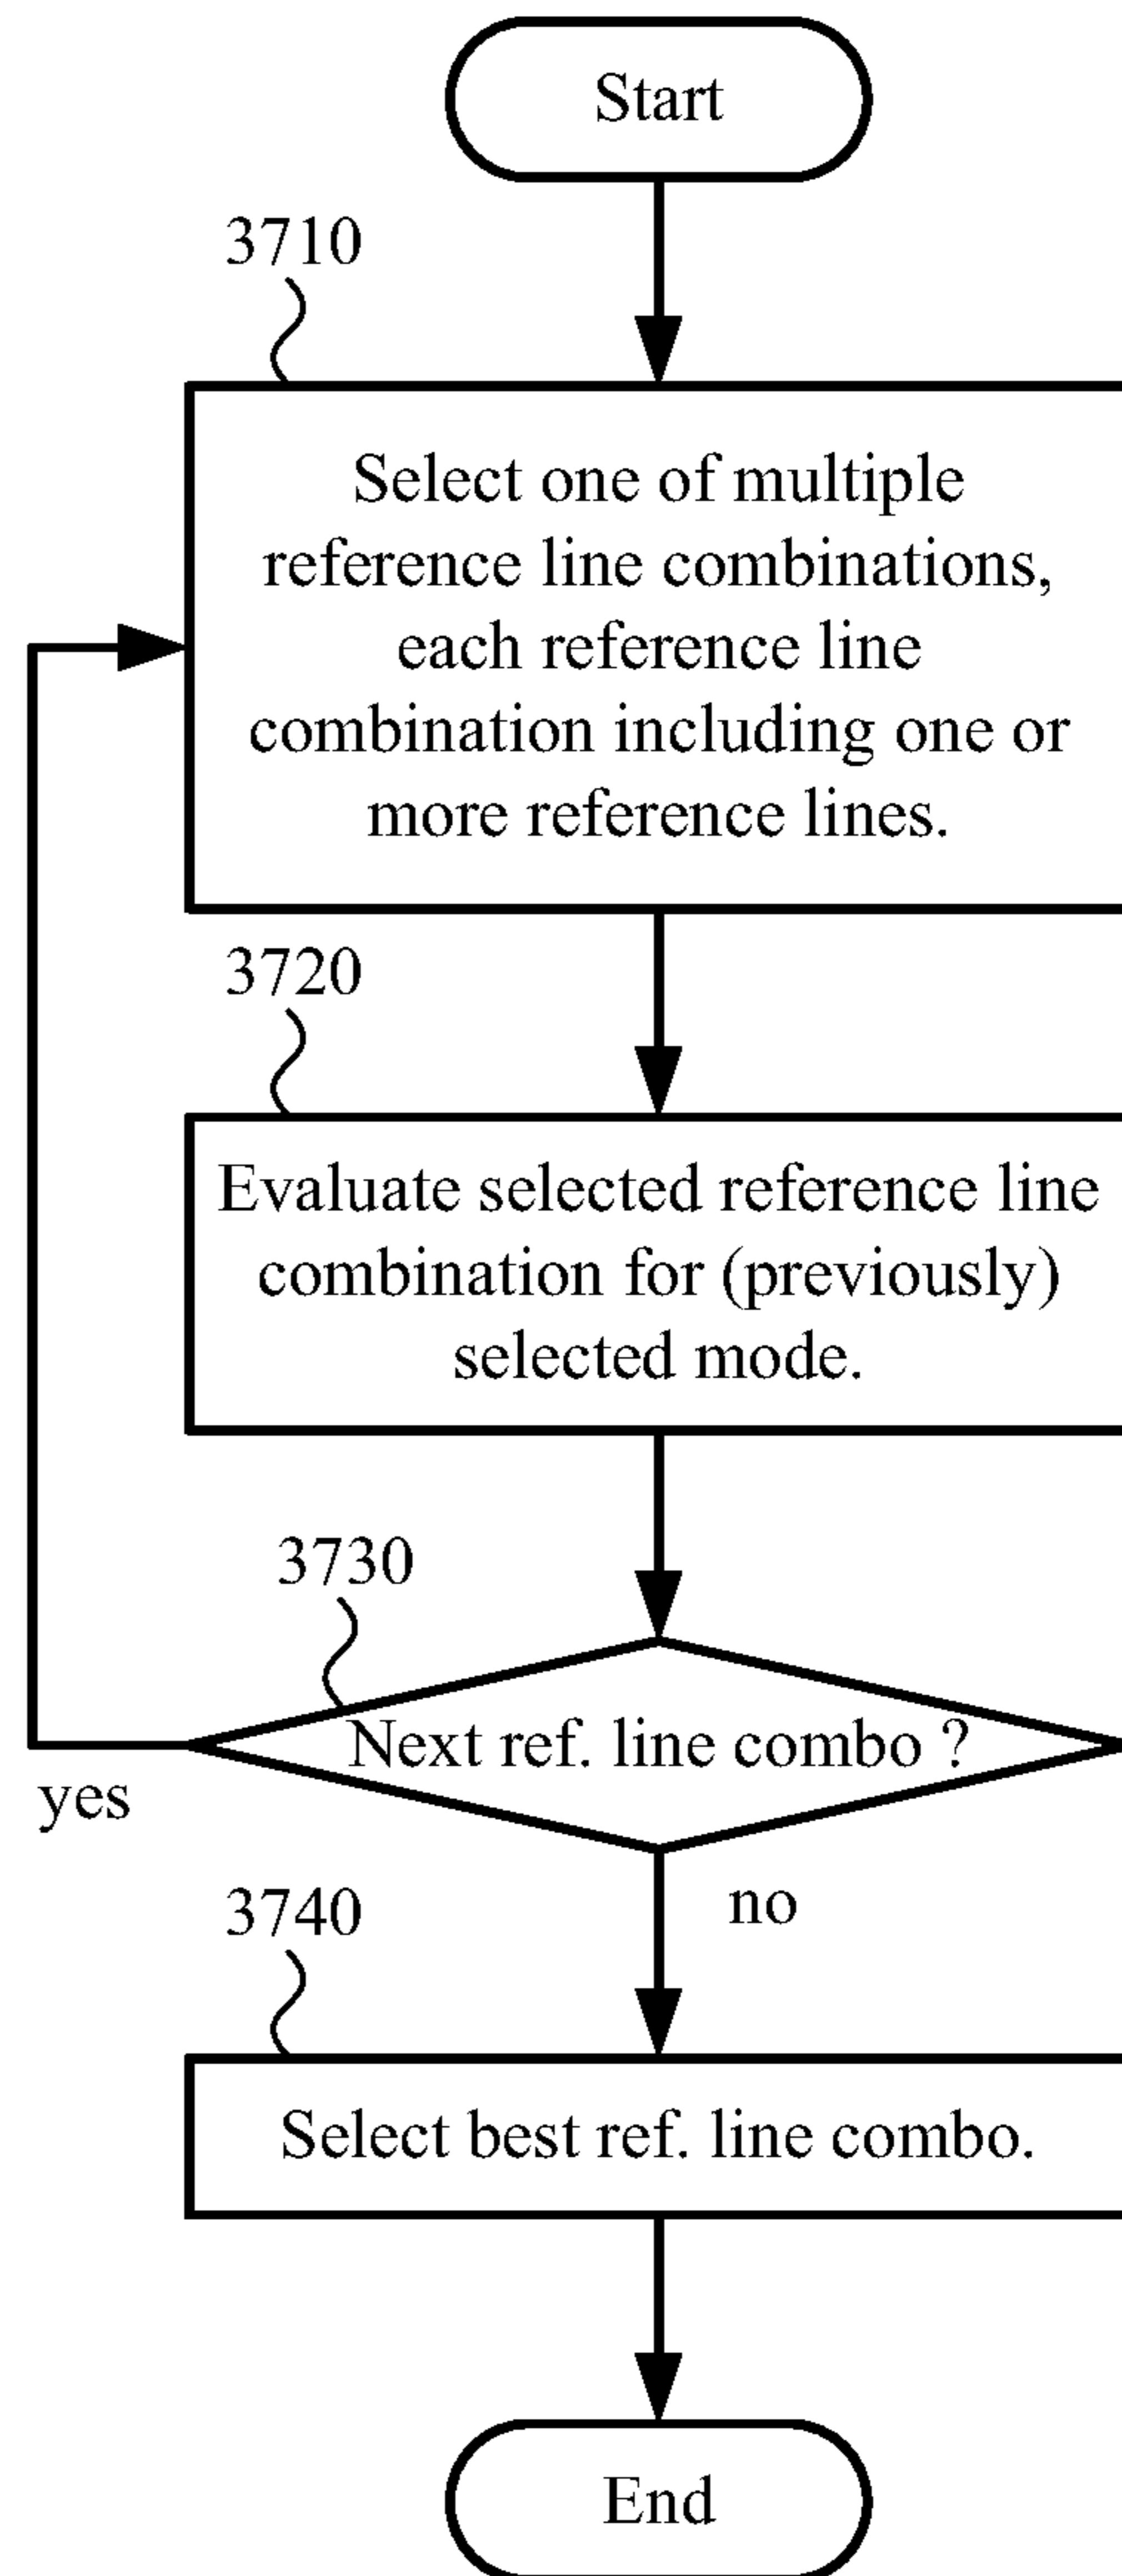 Start
3710
Select one of multiple
reference line combinations,
each reference line
combination including one or
more reference lines.
3720
Evaluate selected reference line
combination for (previously)
selected mode.
3730
Next ref. line combo ?
yes
no
3740
Select best ref. line combo.
End